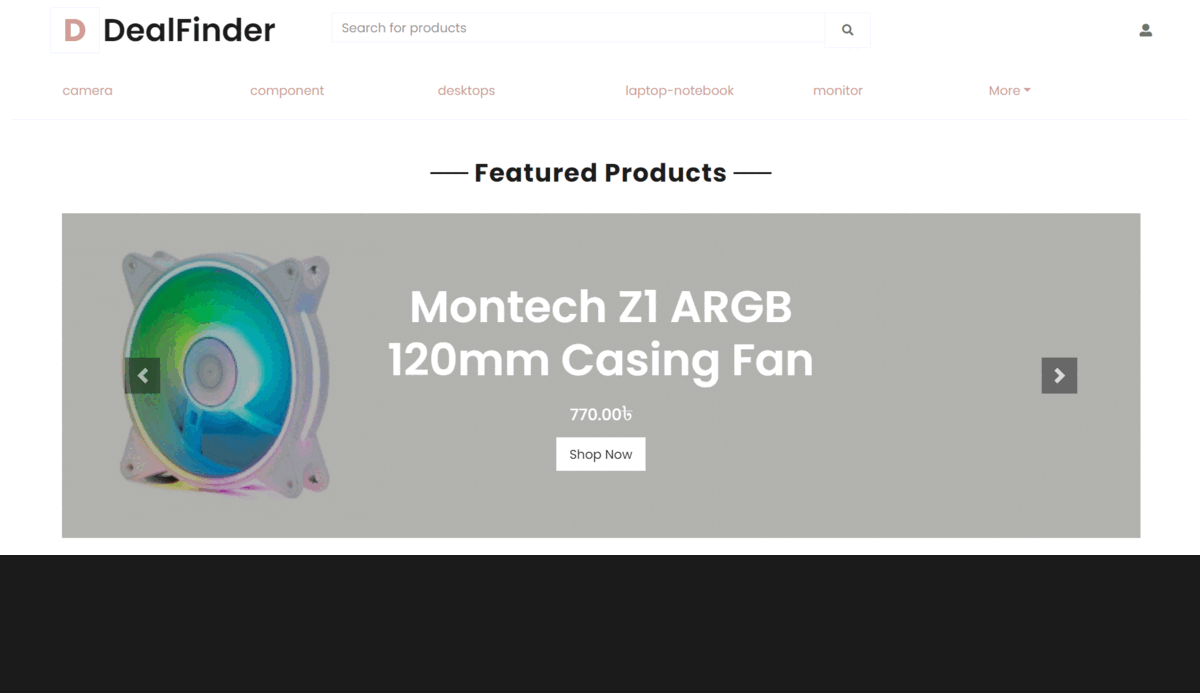 D DealFinder
Search for products
camera component desktops laptop-notebook monitor More
Featured Products
Montech Z1 ARGB
120mm Casing Fan
770.00৳
Shop Now